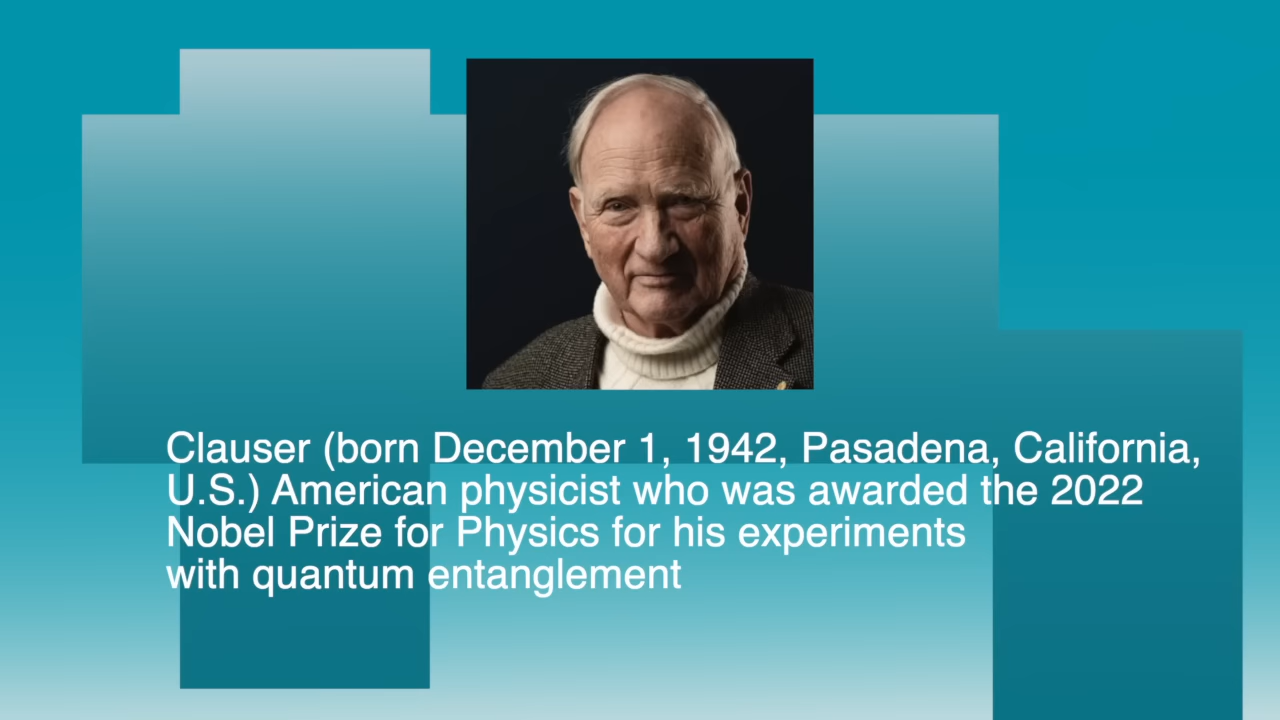 Clauser (born December 1, 1942, Pasadena, California,
U.S.) American physicist who was awarded the 2022
Nobel Prize for Physics for his experiments
with quantum entanglement